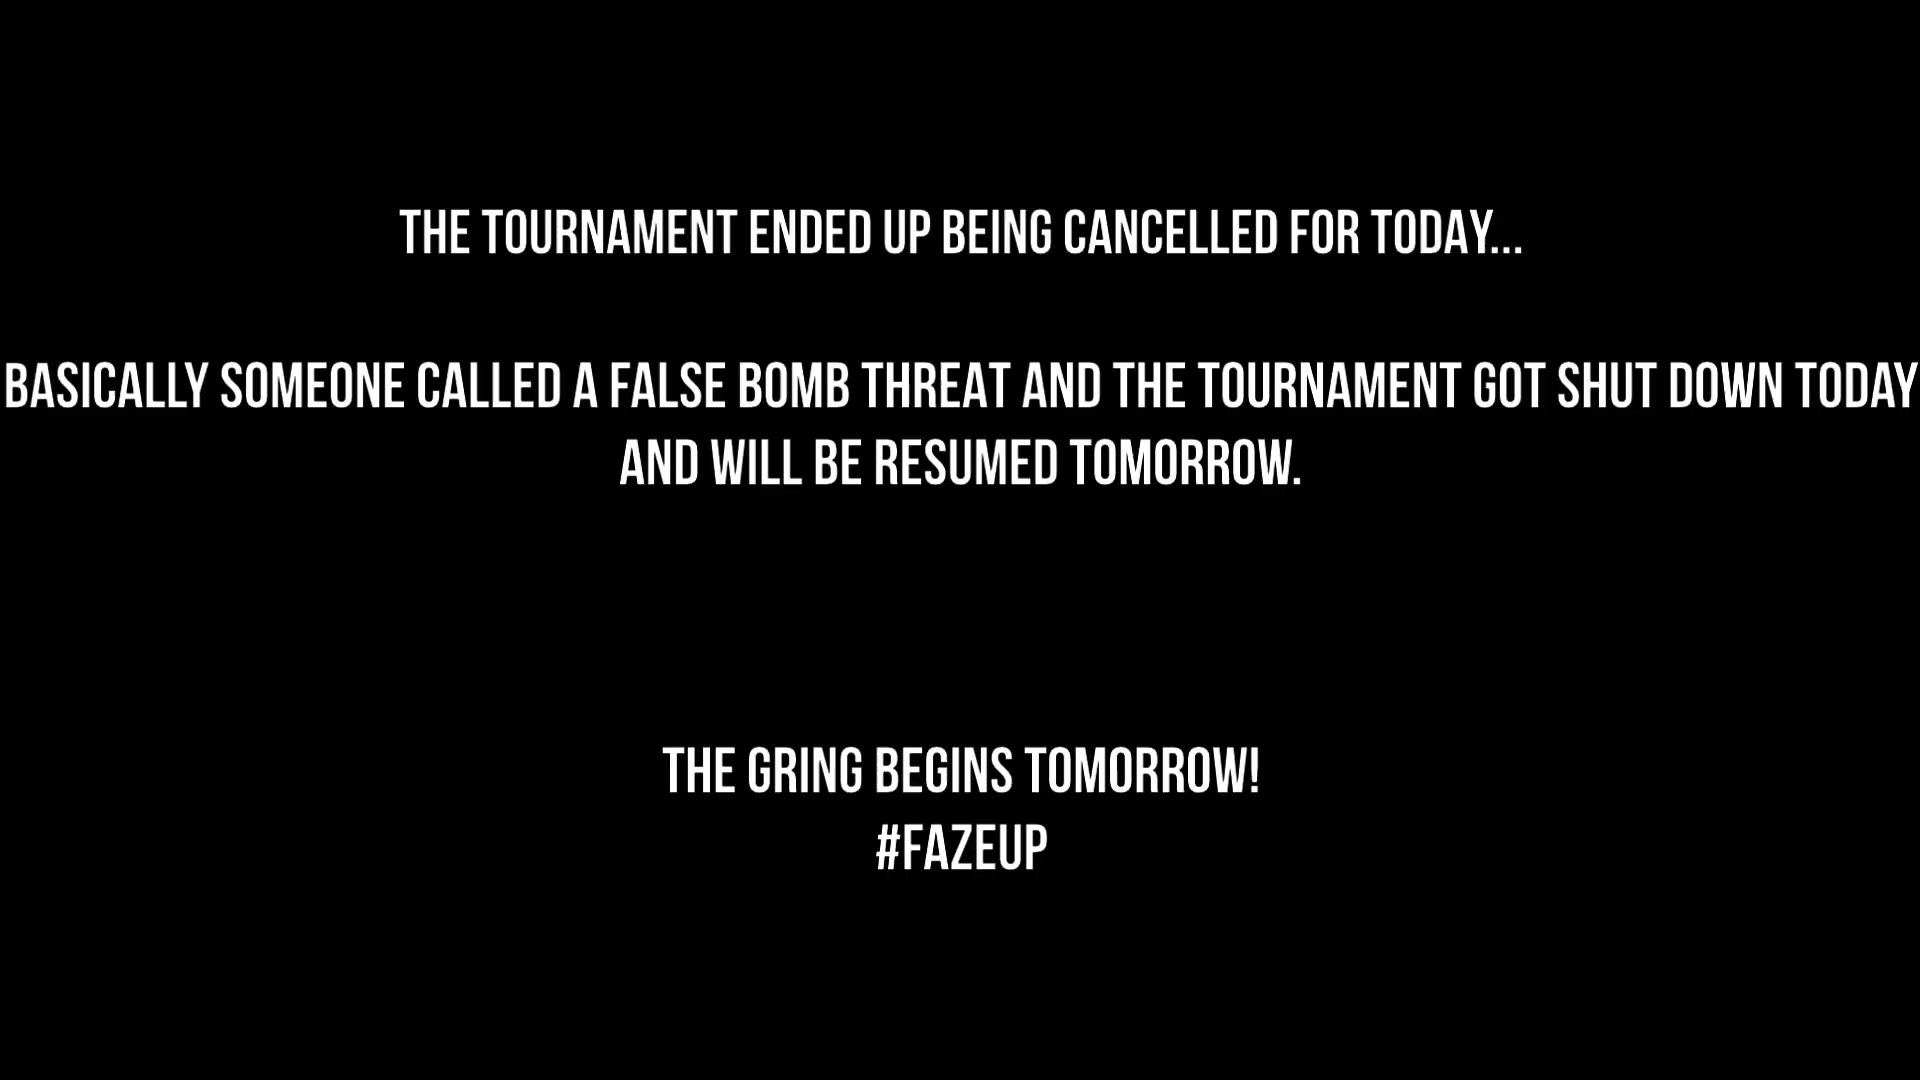 THE TOURNAMENT ENDED UP BEING CANCELLED FOR TODAY...
BASICALLY SOMEONE CALLED A FALSE BOMB THREAT AND THE TOURNAMENT GOT SHUT DOWN TODAY
AND WILL BE RESUMED TOMORROW.
THE GRING BEGINS TOMORROW!
#FAZEUP